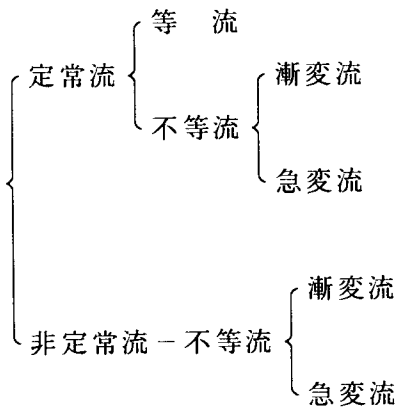 等 流
定常流
漸変流
不等流
急変流
漸変流
非定常流－不等流
急変流